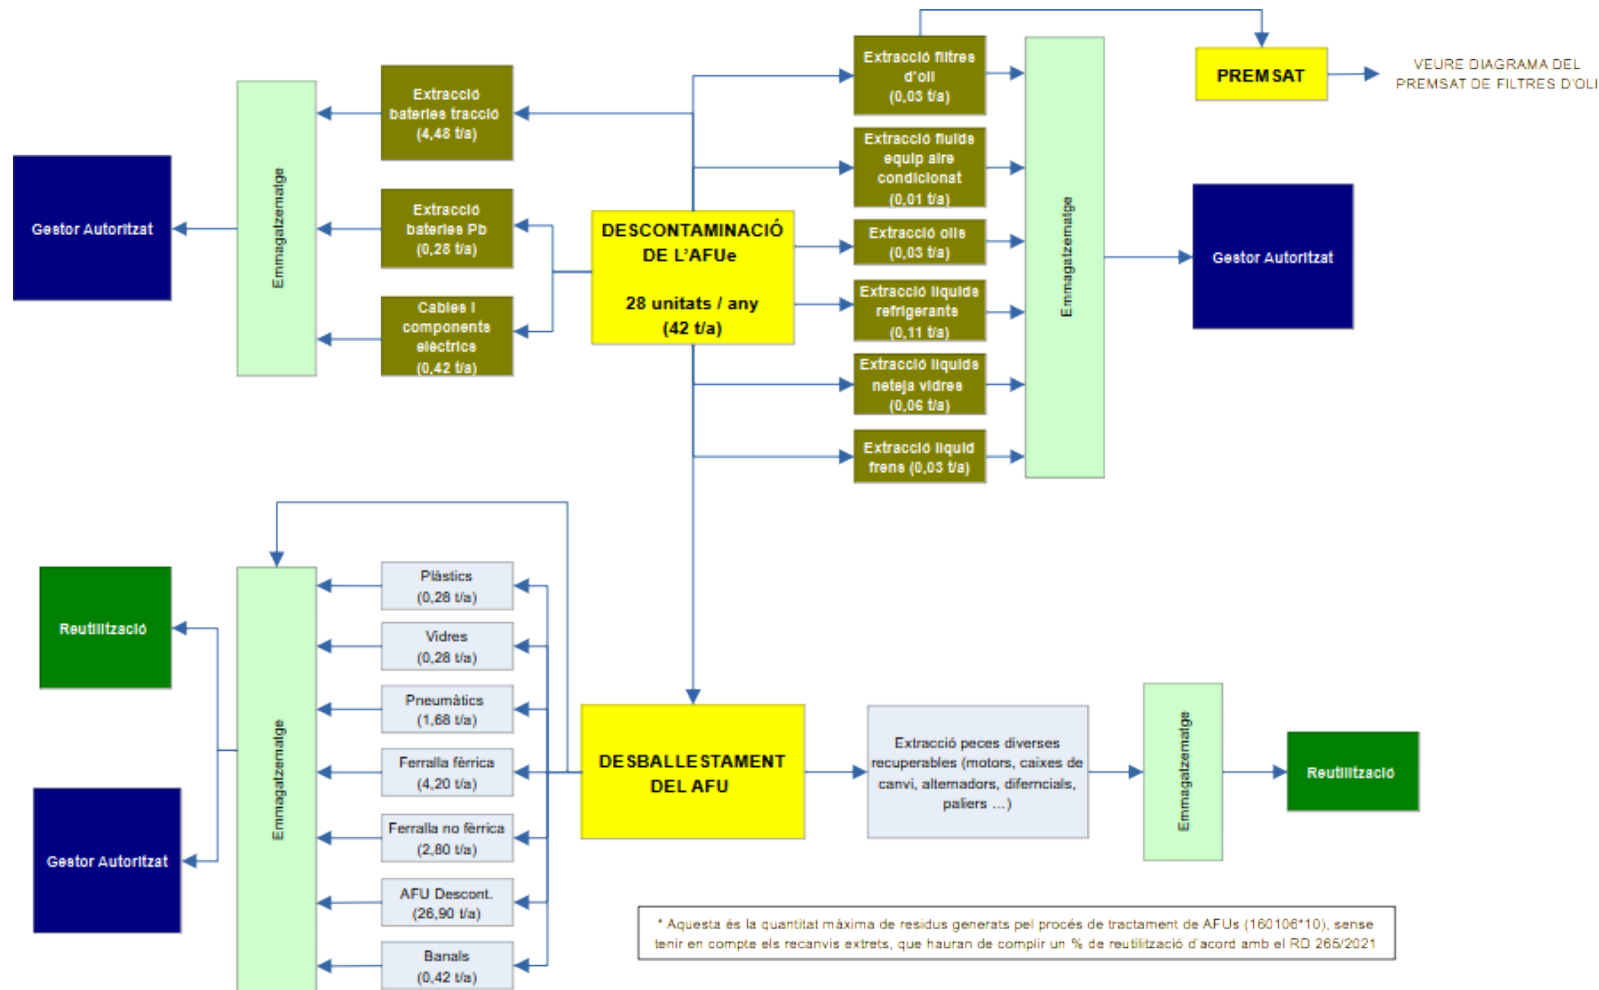 Extracció filtres
d'oli
(0,03 t/a)
PREMSAT
VEURE DIAGRAMA DEL
PREMSAT DE FILTRES D'OLI
Extracció
bateries tracció
(4,48 t/a)
Extracció fluids
equip aire
condicionat
(0,01 t/a)
Emmagatzematge
Gestor Autoritzat
Extracció
bateries Pb
(0,28 t/a)
DESCONTAMINACIÓ
DE L'AFUe
28 unitats / any
(42 t/a)
Extracció olis
(0,03 t/a)
Emmagatzematge
Gestor Autoritzat
Extracció líquids
refrigerants
(0,11 t/a)
Cables i
components
elèctrics
(0,42 t/a)
Extracció líquids
neteja vidres
(0,06 t/a)
Extracció líquid
frens (0,03 t/a)
Plàstics
(0,28 t/a)
Reutilització
Vidres
(0,28 t/a)
Pneumàtics
(1,68 t/a)
Emmagatzematge
Ferralla fèrrica
(4,20 t/a)
DESBALLESTAMENT
DEL AFU
Extracció peces diverses
recuperables (motors, caixes de
canvi, alternadors, diferncials,
paliers ...)
Emmagatzematge
Reutilització
Ferralla no fèrrica
(2,80 t/a)
Gestor Autoritzat
AFU Descont.
(26,90 t/a)
Banals
(0,42 t/a)
* Aquesta és la quantitat màxima de residus generats pel procés de tractament de AFUs (160106*10), sense
tenir en compte els recanvis extrets, que hauran de complir un % de reutilització d'acord amb el RD 265/2021